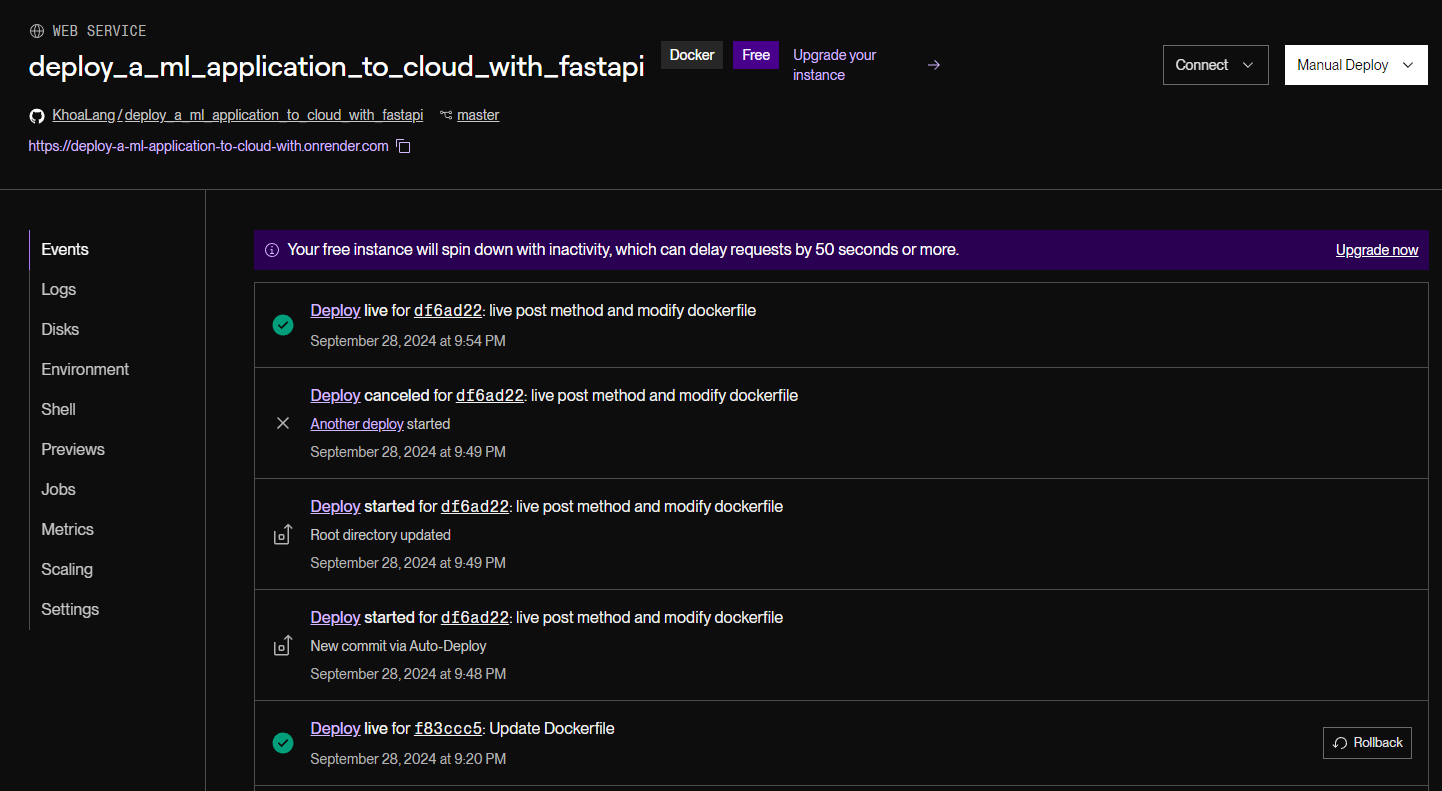 WEB SERVICE
deploy_a_ml_application_to_cloud_with_fastapi
Docker
Free
Upgrade your
instance
Connect
Manual Deploy
KhoaLang/deploy_a_ml_application_to_cloud_with_fastapi master
https://deploy-a-ml-application-to-cloud-with.onrender.com
Events
Logs
Disks
Environment
Shell
Previews
Jobs
Metrics
Scaling
Settings
Your free instance will spin down with inactivity, which can delay requests by 50 seconds or more. Upgrade now
Deploy live for df6ad22: live post method and modify dockerfile
September 28, 2024 at 9:54 PM
Deploy canceled for df6ad22: live post method and modify dockerfile
Another deploy started
September 28, 2024 at 9:49 PM
Deploy started for df6ad22: live post method and modify dockerfile
Root directory updated
September 28, 2024 at 9:49 PM
Deploy started for df6ad22: live post method and modify dockerfile
New commit via Auto-Deploy
September 28, 2024 at 9:48 PM
Deploy live for f83ccc5: Update Dockerfile
September 28, 2024 at 9:20 PM
Rollback